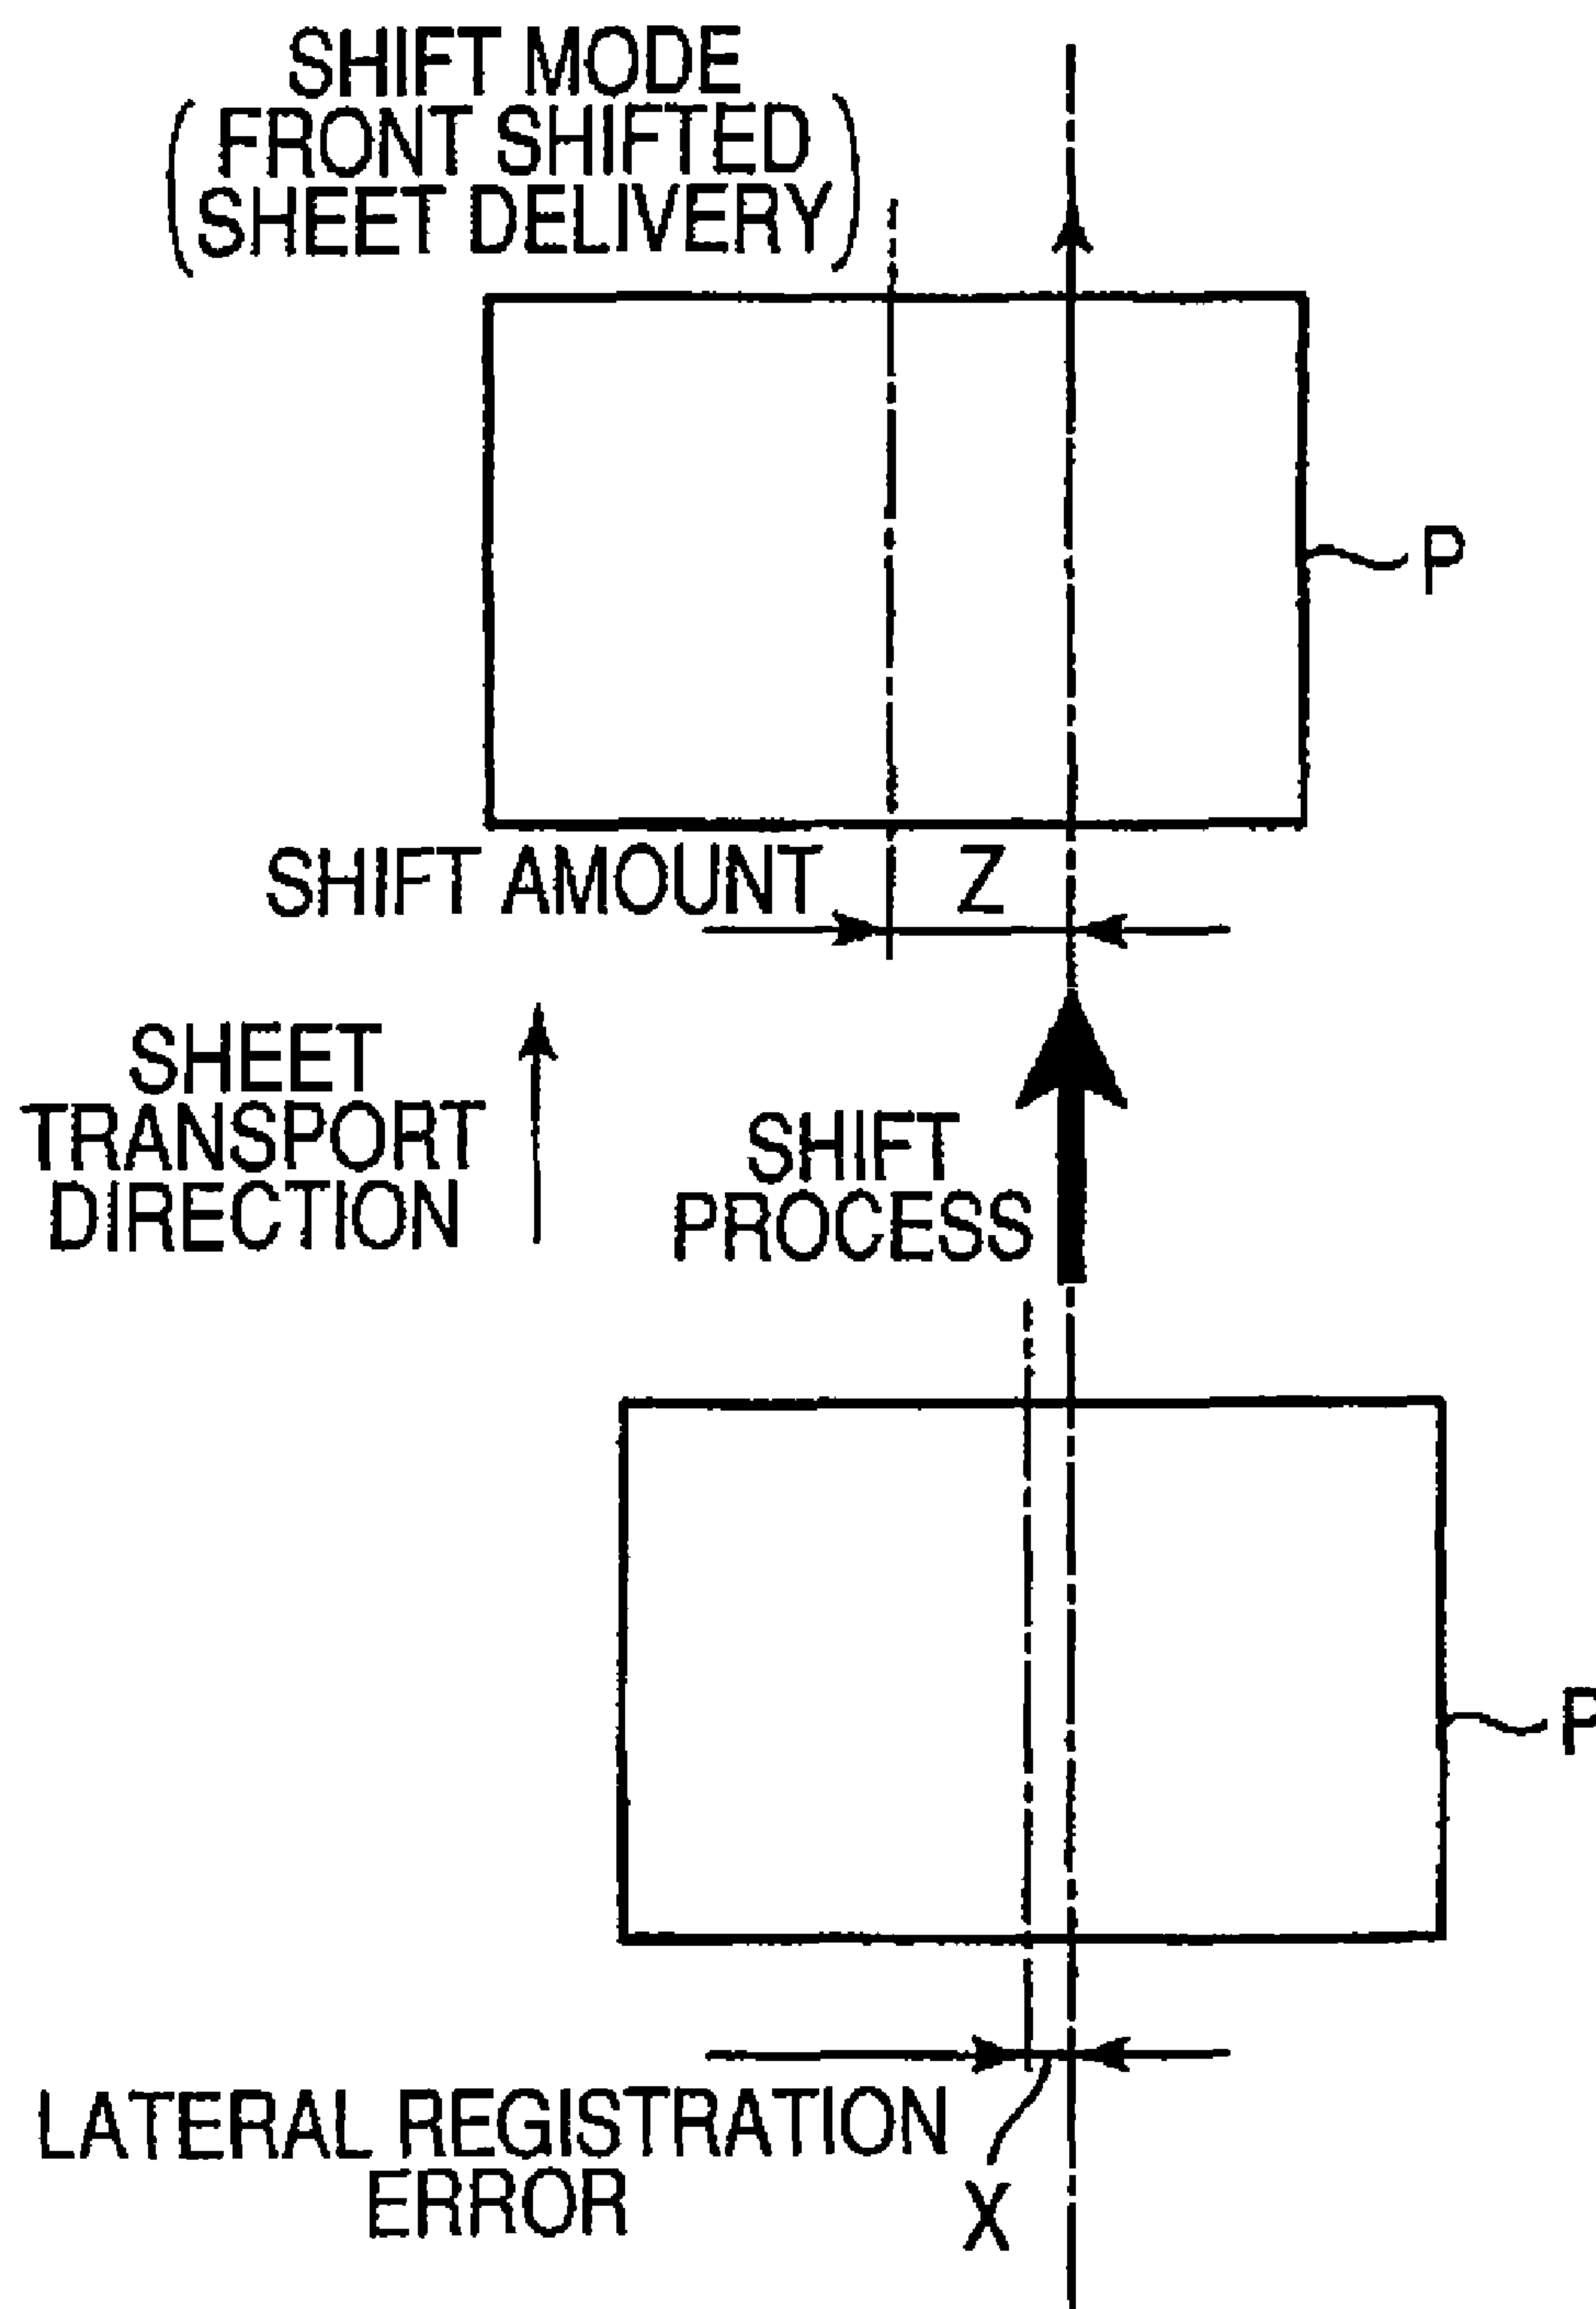 SHIFT MODE
(FRONT SHIFTED
SHEET DELIVERY)
P
SHIFT AMOUNT
Z
SHEET
TRANSPORT
DIRECTION
SHIFT
PROCESS
P
LATERAL REGISTRATION
ERROR
X